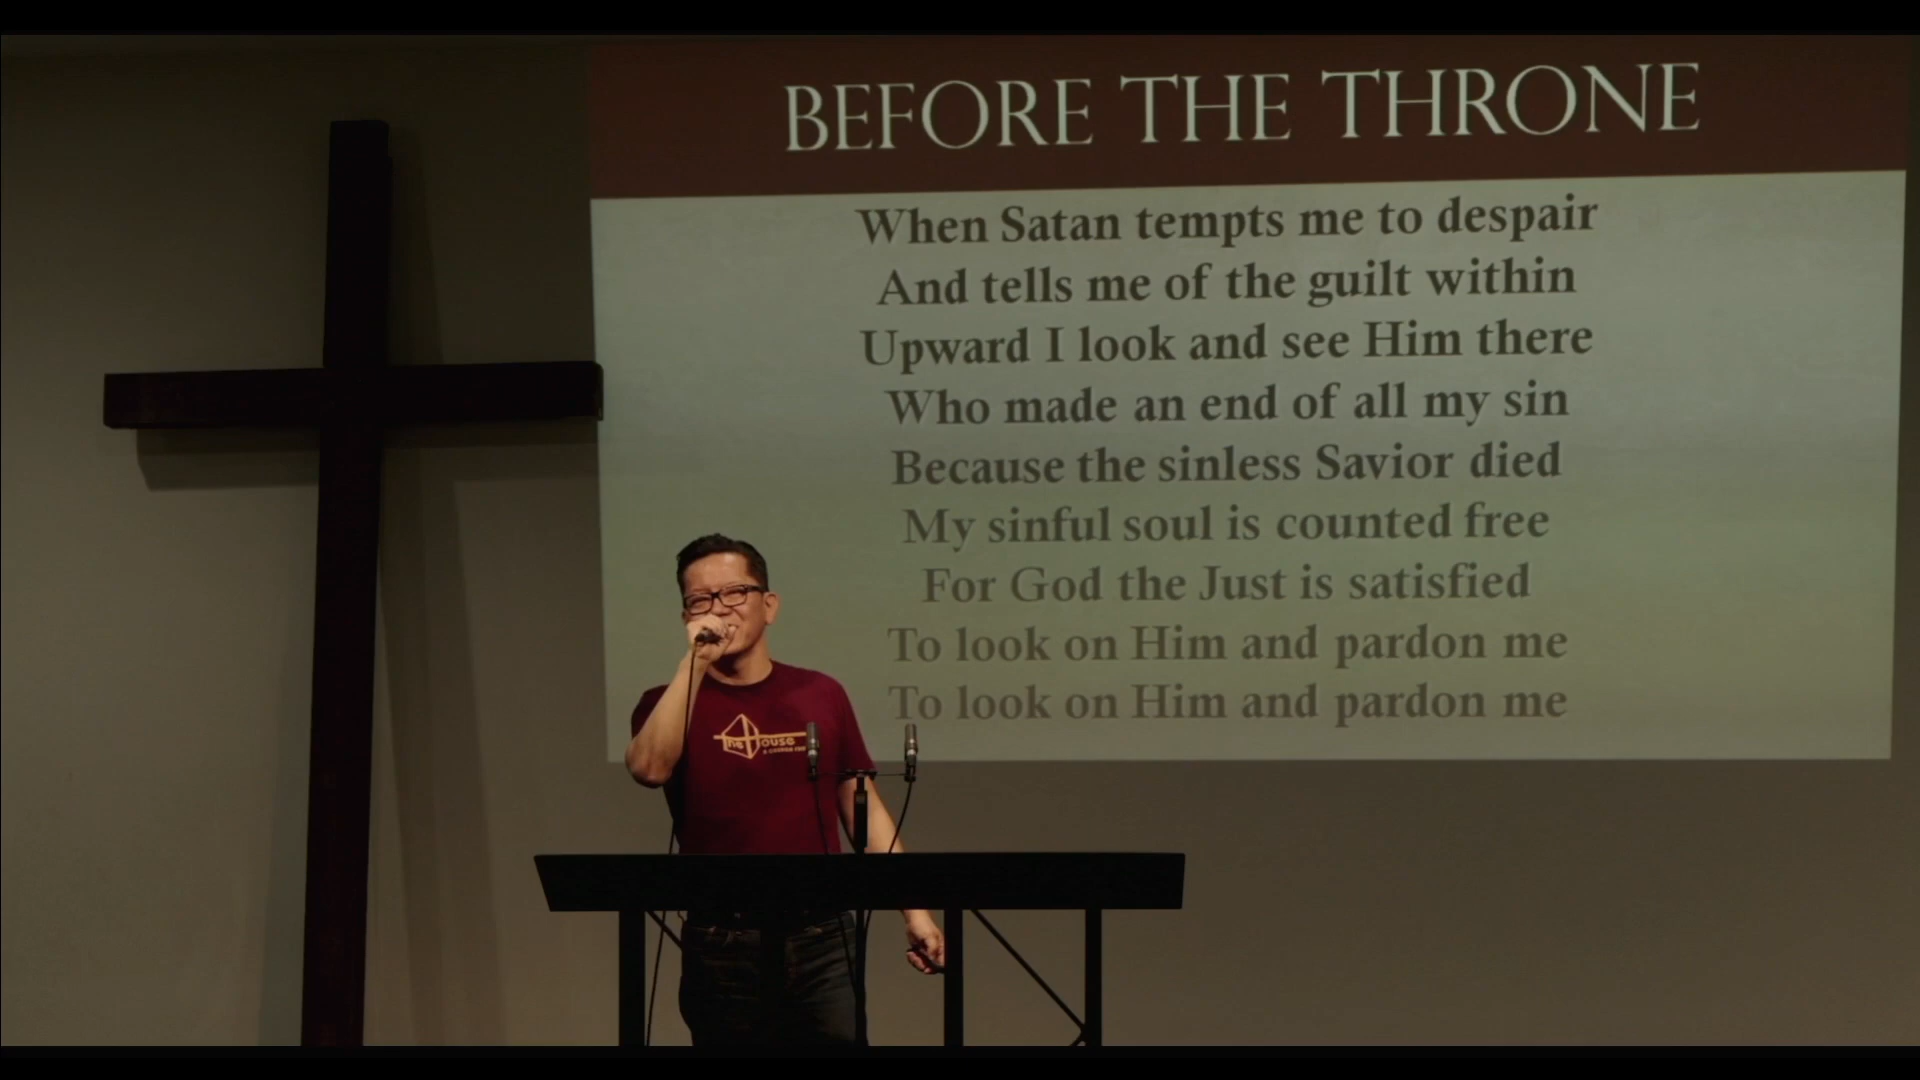 BEFORE THE THRONE
When Satan tempts me to despair
And tells me of the guilt within
Upward I look and see Him there
Who made an end of all my sin
Because the sinless Savior died
My sinful soul is counted free
For God the Just is satisfied
To look on Him and pardon me
To look on Him and pardon me
The House